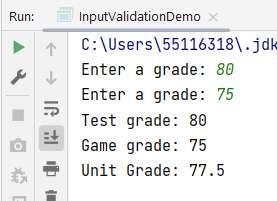 Run: InputValidationDemo
C:\Users\55116318\.jdk
Enter a grade: 80
Enter a grade: 75
Test grade: 80
Game grade: 75
Unit Grade: 77.5